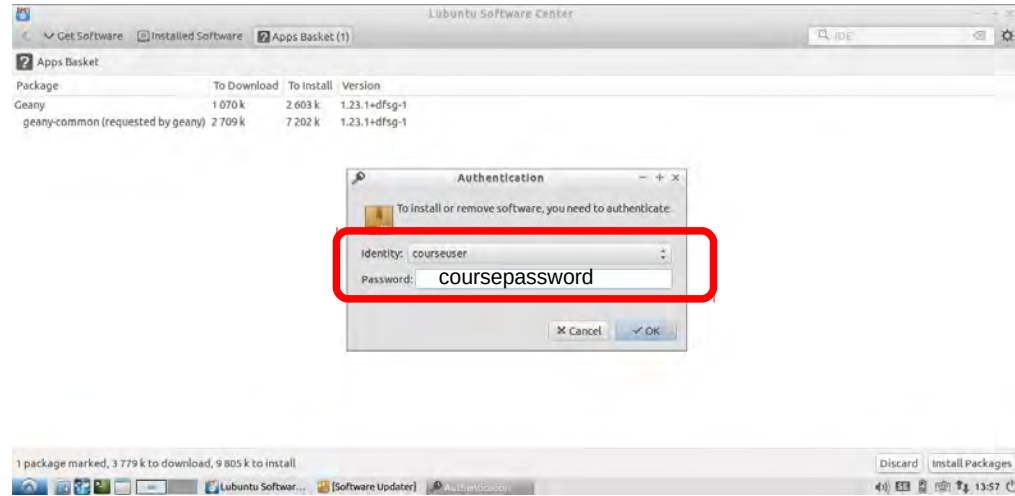 Lubuntu Software Center
Get Software Installed Software Apps Basket (1) IDE
Apps Basket
Package To Download To Install Version
Geany 1 070 k 2 603 k 1.23.1+dfsg-1
geany-common (requested by geany) 2 709 k 7 202 k 1.23.1+dfsg-1
Authentication
To install or remove software, you need to authenticate
Identity: courseuser
Password: coursepassword
Cancel OK
1 package marked, 3 779 k to download, 9 805 k to install Discard Install Packages
Lubuntu Softwar... [Software Updater] Authentication 13:57